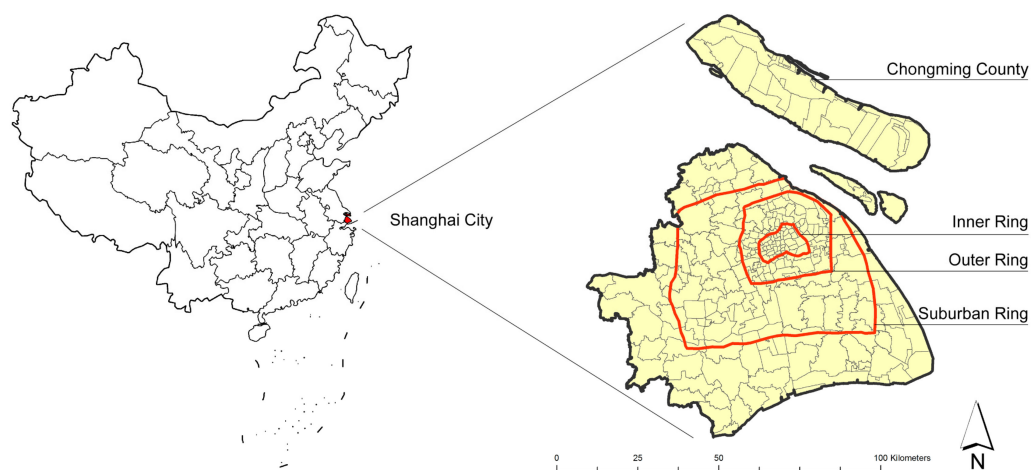 Chongming County
Shanghai City
Inner Ring
Outer Ring
Suburban Ring
0 25 50 100 Kilometers
N